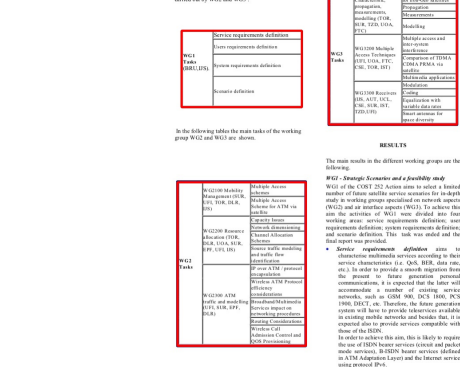 WG1
Tasks
(BRU,IJS),
Service requirements definition
Users requirements definition
System requirements definition
Scenario definition
In the following tables the main tasks of the working
group WG2 and WG3 are shown.
WG2
Tasks
WG2100 Mobility
Management (SUR,
UFI, TOR, DLR,
IJS)
Multiple Access
schemes
Multiple Access
Scheme for ATM via
satellite
WG2200 Resource
allocation (TOR,
DLR, UOA, SUR,
EPF, UFI, IJS)
Capacity Issues
Network dimensioning
Channel Allocation
Schemes
Source traffic modeling
and traffic flow
identification
WG2300 ATM
traffic and modelling
(UFI, SUR, EPF,
DLR)
IP over ATM / protocol
encapsulation
Wireless ATM Protocol
efficiency
considerations
Broadband/Multimedia
Services impact on
networking procedures
Routing Considerations
Wireless Call
Admission Control and
QOS Provisioning
WG3
Tasks
propagation,
measurements,
modelling (TOR,
SUR, TZD, UOA,
FTC)
Propagation
Measurements
Modelling
WG3200 Multiple
Access Techniques
(UFI, UOA, FTC,
CSE, TOR, IST)
Multiple access and
inter-system
interference
Comparison of TDMA
CDMA PRMA via
satellite
Multimedia applications
WG3300 Receivers
(IJS, AUT, UCL,
CSE, SUR, IST,
TZD,UJS)
Modulation
Coding
Equalization with
variable data rates
Smart antennas for
space diversity
RESULTS
The main results in the different working groups are the
following.
WG1 - Strategic Scenarios and a feasibility study
WG1 of the COST 252 Action aims to select a limited
number of future satellite service scenarios for in-depth
study in working groups specialised on network aspects
(WG2) and air interface aspects (WG3). To achieve this
aim the activities of WG1 were divided into four
working areas: service requirements definition; user
requirements definition; system requirements definition;
and scenario definition. This task was ended and the
final report was provided.
• Service requirements definition aims to
characterise multimedia services according to their
service characteristics (i.e. QoS, BER, data rate,
etc.). In order to provide a smooth migration from
the present to future generation personal
communications, it is expected that the latter will
accommodate a number of existing service
networks, such as GSM 900, DCS 1800, PCS
1900, DECT, etc. Therefore, the future generation
system will have to provide teleservices available
in existing mobile networks and besides that, it is
expected also to provide services compatible with
those of the ISDN.
In order to achieve this aim, this is likely to require
the use of ISDN bearer services (circuit and packet
mode services), B-ISDN bearer services (defined
in ATM Adaptation Layer) and the Internet service
using protocol IPv6.